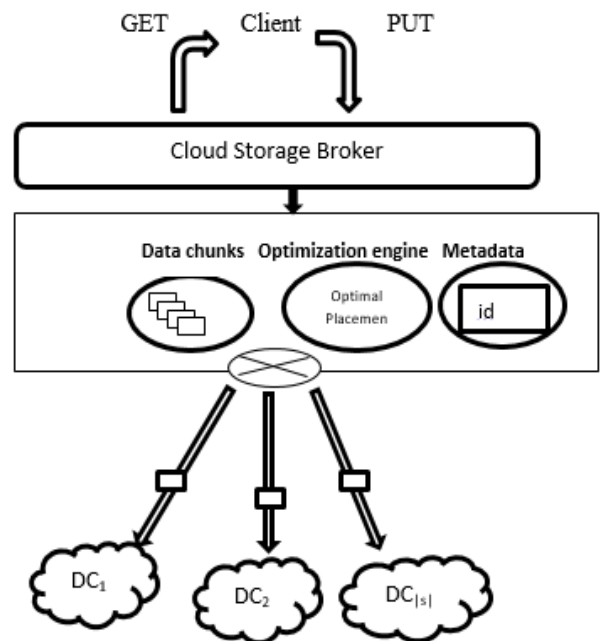 GET Client PUT
Cloud Storage Broker
Data chunks Optimization engine Metadata
Optimal
Placemen
id
DC₁ DC₂ DC|s|